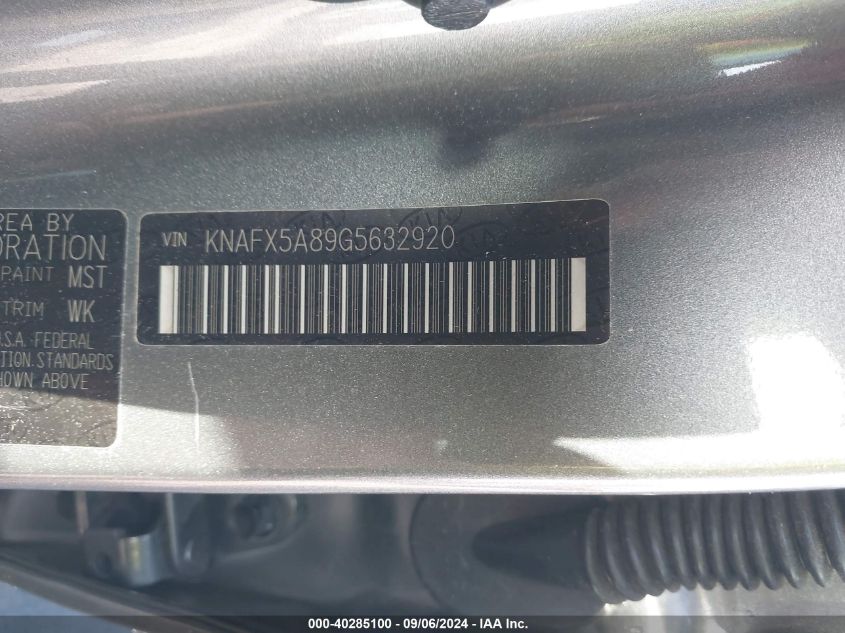 REA BY
ORATION
PAINT MST
TRIM WK
.S.A. FEDERAL
TION STANDARDS
HOWN ABOVE
VIN KNAFX5A89G5632920
000-40285100 - 09/06/2024 - IAA Inc.